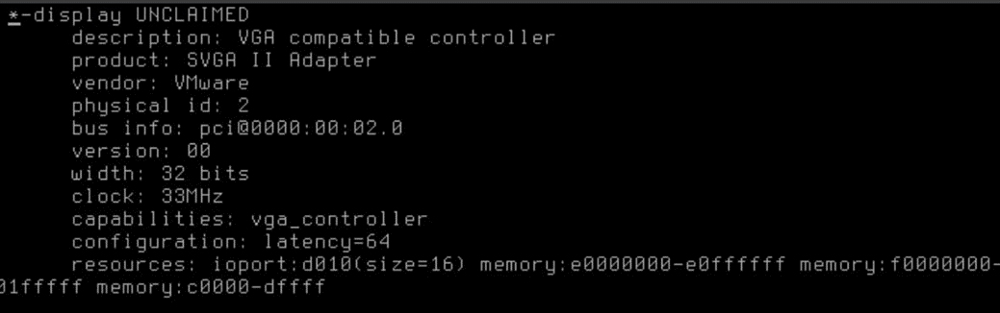 *-display UNCLAIMED
description: VGA compatible controller
product: SVGA II Adapter
vendor: VMware
physical id: 2
bus info: pci@0000:00:02.0
version: 00
width: 32 bits
clock: 33MHz
capabilities: vga_controller
configuration: latency=64
resources: ioport:d010(size=16) memory:e0000000-e0ffffff memory:f0000000-
01fffff memory:c0000-dffff